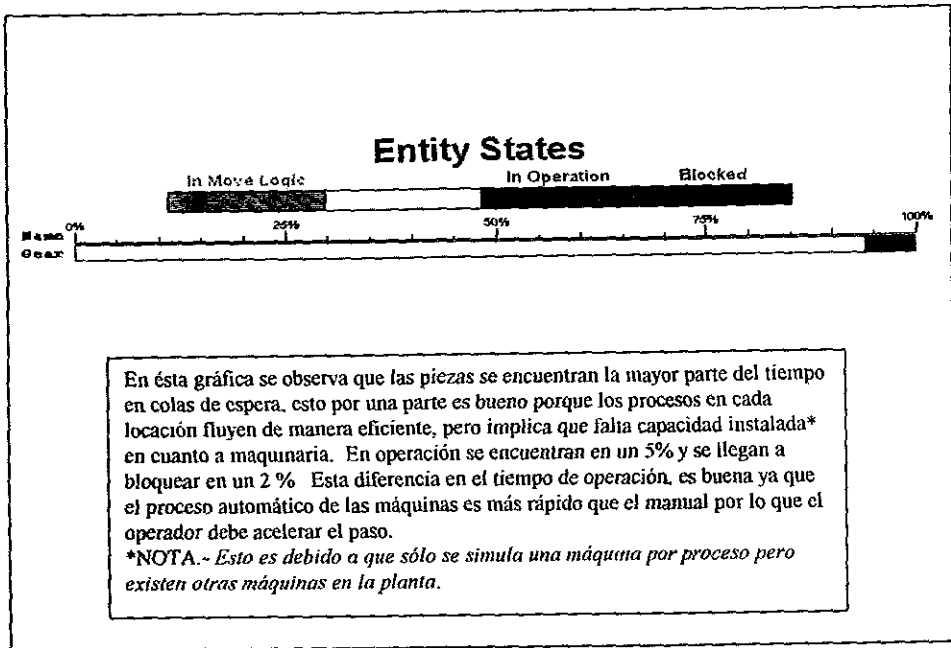 Entity States
In Move Logic In Operation Blocked
0% 25% 50% 75% 100%
Name
Gear
En ésta gráfica se observa que las piezas se encuentran la mayor parte del tiempo
en colas de espera, esto por una parte es bueno porque los procesos en cada
locación fluyen de manera eficiente, pero implica que falta capacidad instalada*
en cuanto a maquinaria. En operación se encuentran en un 5% y se llegan a
bloquear en un 2 % Esta diferencia en el tiempo de operación, es buena ya que
el proceso automático de las máquinas es más rápido que el manual por lo que el
operador debe acelerar el paso.
*NOTA.- Esto es debido a que sólo se simula una máquina por proceso pero
existen otras máquinas en la planta.